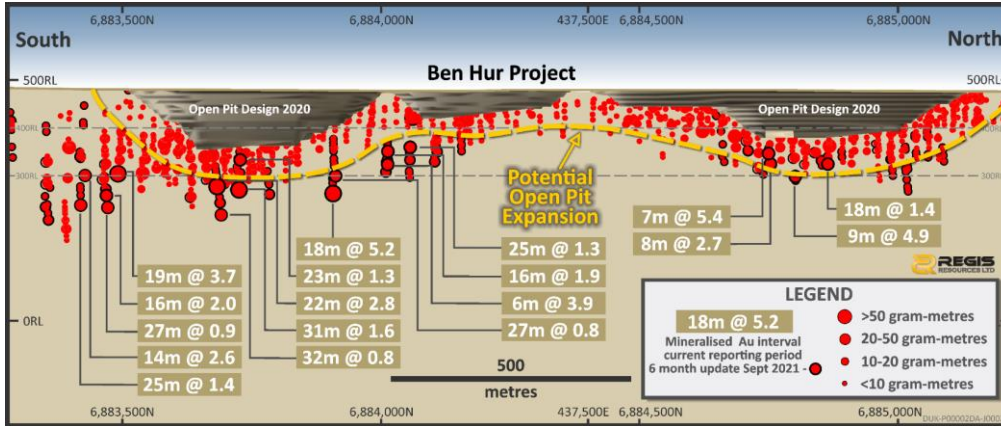 6,883,500N
6,884,000N
437,500E
6,884,500N
6,885,000N
South
North
500RL
Ben Hur Project
500RL
Open Pit Design 2020
Open Pit Design 2020
400RL
400RL
300RL
300RL
Potential
Open Pit
Expansion
7m @ 5.4
18m @ 1.4
8m @ 2.7
9m @ 4.9
18m @ 5.2
25m @ 1.3
19m @ 3.7
23m @ 1.3
16m @ 1.9
16m @ 2.0
22m @ 2.8
6m @ 3.9
27m @ 0.9
31m @ 1.6
27m @ 0.8
14m @ 2.6
32m @ 0.8
25m @ 1.4
0RL
REGIS
RESOURCES LTD
LEGEND
18m @ 5.2
Mineralised Au interval
current reporting period
6 month update Sept 2021 -
>50 gram-metres
20-50 gram-metres
10-20 gram-metres
<10 gram-metres
500
metres
6,883,500N
6,884,000N
437,500E
6,884,500N
6,885,000N